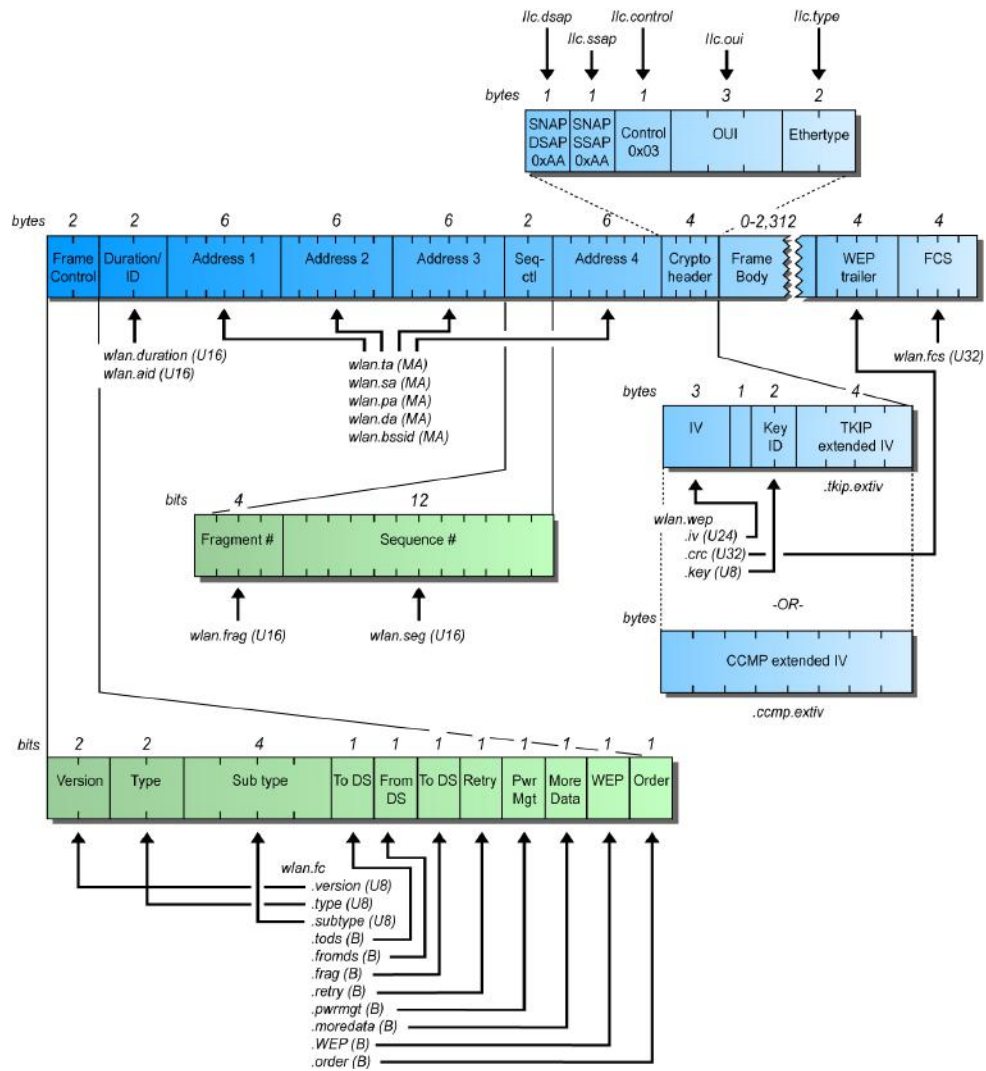 llc.dsap
llc.control
llc.type
llc.ssap
llc.oui
bytes 1 1 1 3 2
SNAP DSAP 0xAA
SNAP SSAP 0xAA
Control 0x03
OUI
Ethertype
bytes 2 2 6 6 6 2 6 4 0-2,312 4 4
Frame Control
Duration/ ID
Address 1
Address 2
Address 3
Seq- ctl
Address 4
Crypto header
Frame Body
WEP trailer
FCS
wlan.duration (U16)
wlan.aid (U16)
wlan.ta (MA)
wlan.sa (MA)
wlan.pa (MA)
wlan.da (MA)
wlan.bssid (MA)
wlan.fcs (U32)
bytes 3 1 2 4
IV
Key ID
TKIP extended IV
.tkip.extiv
wlan.wep
.iv (U24)
.crc (U32)
.key (U8)
-OR-
bytes
CCMP extended IV
.ccmp.extiv
bits 4 12
Fragment #
Sequence #
wlan.frag (U16)
wlan.seg (U16)
bits 2 2 4 1 1 1 1 1 1 1 1
Version
Type
Sub type
To DS
From DS
To DS
Retry
Pwr Mgt
More Data
WEP
Order
wlan.fc
.version (U8)
.type (U8)
.subtype (U8)
.tods (B)
.fromds (B)
.frag (B)
.retry (B)
.pwrmgt (B)
.moredata (B)
.WEP (B)
.order (B)